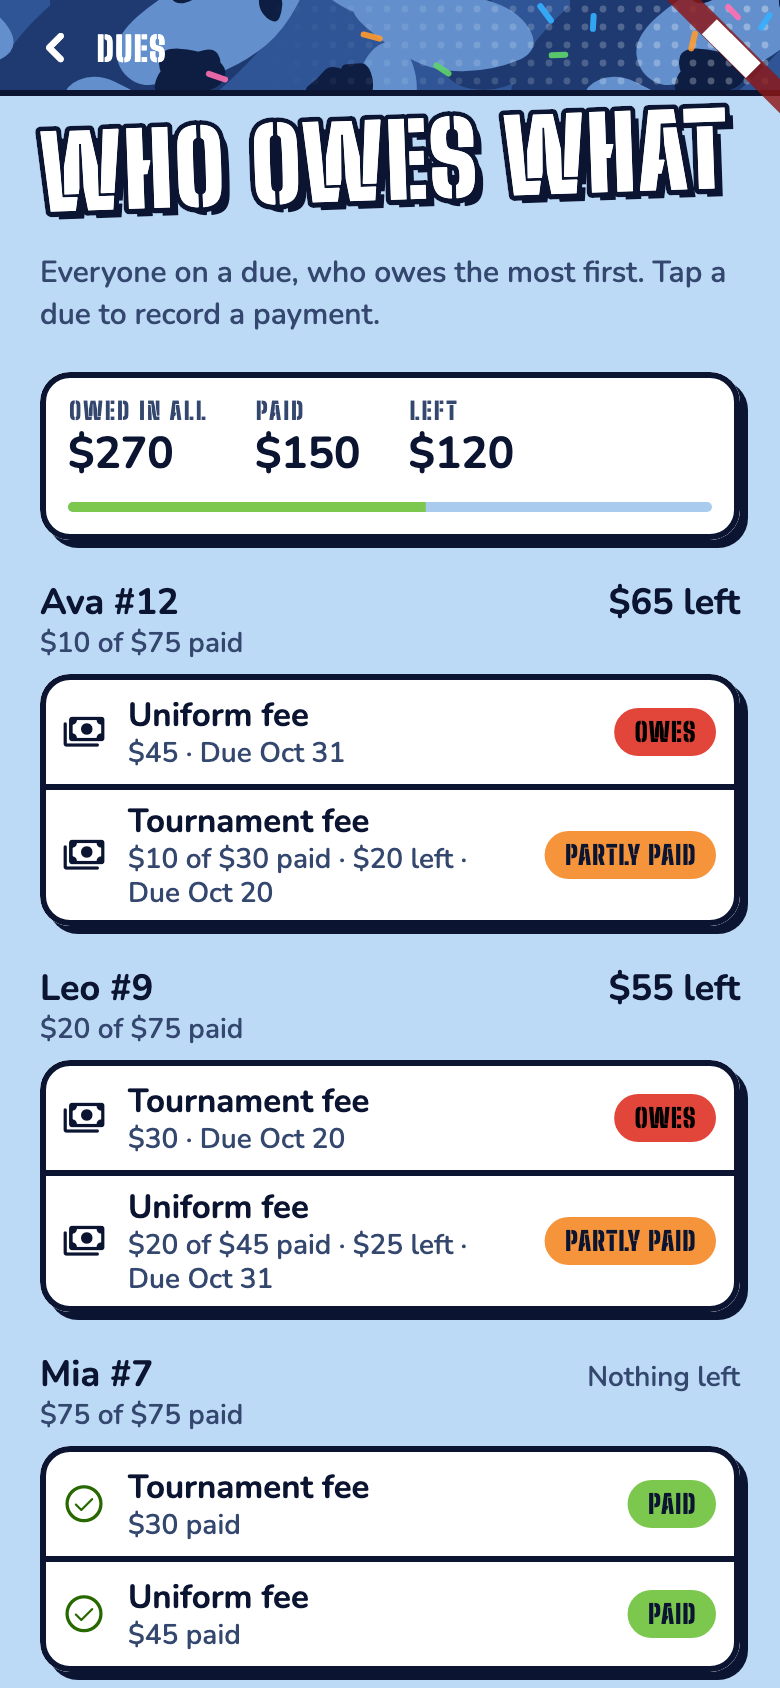 DUES
WHO OWES WHAT
Everyone on a due, who owes the most first. Tap a
due to record a payment.
OWED IN ALL PAID LEFT
$270 $150 $120
Ava #12 $65 left
$10 of $75 paid
Uniform fee
$45 · Due Oct 31
OWES
Tournament fee
$10 of $30 paid · $20 left ·
Due Oct 20
PARTLY PAID
Leo #9 $55 left
$20 of $75 paid
Tournament fee
$30 · Due Oct 20
OWES
Uniform fee
$20 of $45 paid · $25 left ·
Due Oct 31
PARTLY PAID
Mia #7 Nothing left
$75 of $75 paid
Tournament fee
$30 paid
PAID
Uniform fee
$45 paid
PAID